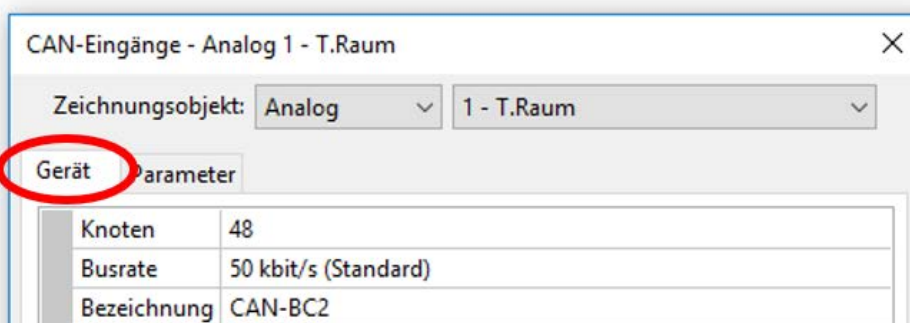 CAN-Eingänge - Analog 1 - T.Raum
Zeichnungsobjekt: Analog 1 - T.Raum
Gerät Parameter
Knoten 48
Busrate 50 kbit/s (Standard)
Bezeichnung CAN-BC2